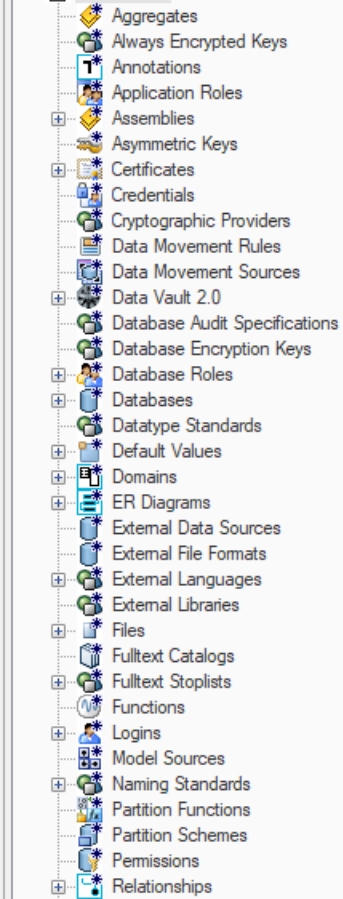 Aggregates
Always Encrypted Keys
Annotations
Application Roles
Assemblies
Asymmetric Keys
Certificates
Credentials
Cryptographic Providers
Data Movement Rules
Data Movement Sources
Data Vault 2.0
Database Audit Specifications
Database Encryption Keys
Database Roles
Databases
Datatype Standards
Default Values
Domains
ER Diagrams
External Data Sources
External File Formats
External Languages
External Libraries
Files
Fulltext Catalogs
Fulltext Stoplists
Functions
Logins
Model Sources
Naming Standards
Partition Functions
Partition Schemes
Permissions
Relationships